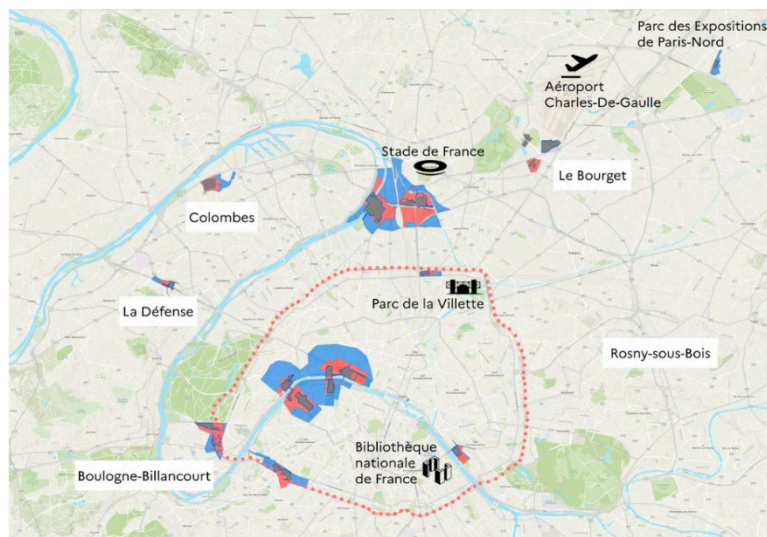 Parc des Expositions
de Paris-Nord
Aéroport
Charles-De-Gaulle
Stade de France
Le Bourget
Colombes
La Défense
Parc de la Villette
Rosny-sous-Bois
Boulogne-Billancourt
Bibliothèque
nationale
de France